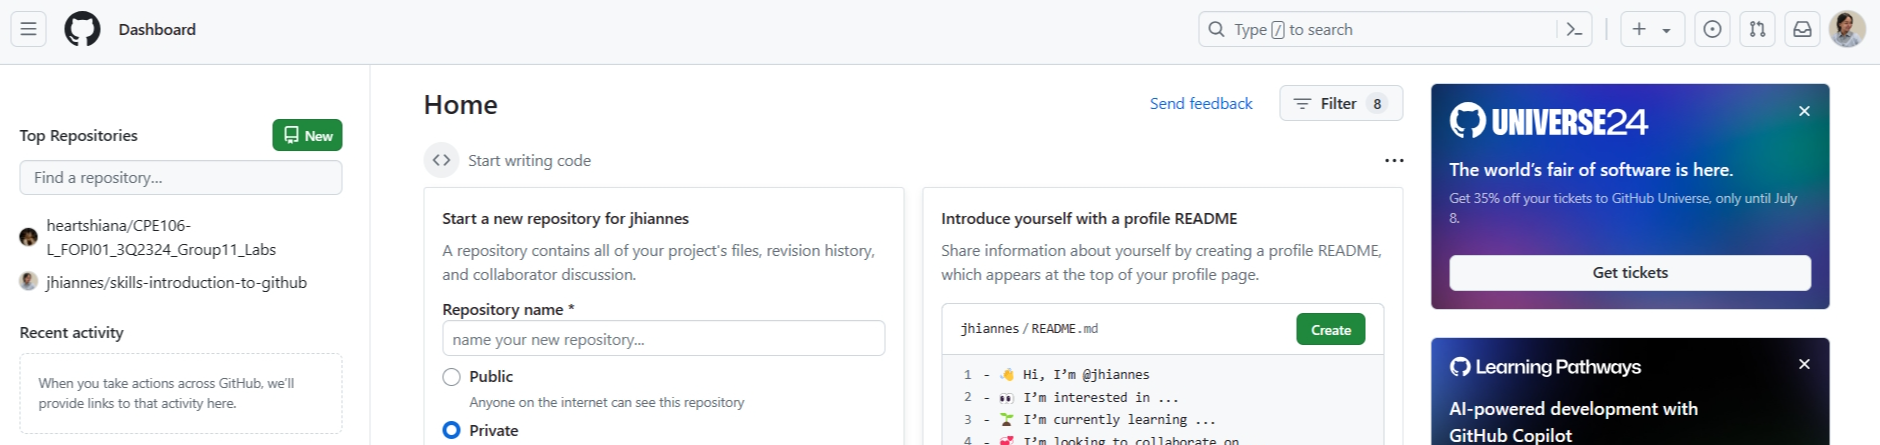 Dashboard
Type / to search
Top Repositories
New
Find a repository...
heartshiana/CPE106-
L_FOPI01_3Q2324_Group11_Labs
jhiannes/skills-introduction-to-github
Recent activity
When you take actions across GitHub, we'll
provide links to that activity here.
Home
Send feedback
Filter 8
Start writing code
Start a new repository for jhiannes
A repository contains all of your project's files, revision history,
and collaborator discussion.
Repository name *
name your new repository...
Public
Anyone on the internet can see this repository
Private
Introduce yourself with a profile README
Share information about yourself by creating a profile README,
which appears at the top of your profile page.
jhiannes / README.md
Create
1 - 👋 Hi, I'm @jhiannes
2 - 👀 I'm interested in ...
3 - 🌱 I'm currently learning ...
4 - 💞️ I'm looking to collaborate on
UNIVERSE24
The world's fair of software is here.
Get 35% off your tickets to GitHub Universe, only until July
8.
Get tickets
Learning Pathways
AI-powered development with
GitHub Copilot